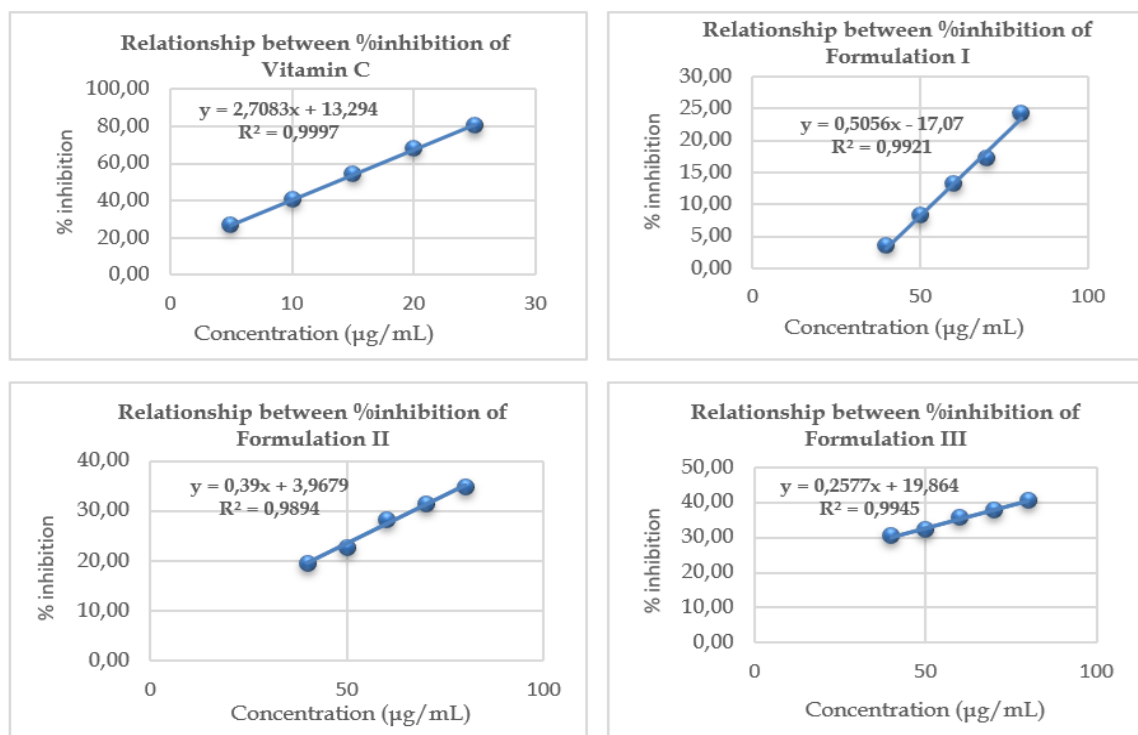 Relationship between %inhibition of
Vitamin C
100,00
80,00
60,00
40,00
20,00
0,00
% inhibition
y = 2,7083x + 13,294
R² = 0,9997
0
10
20
30
Concentration (µg/mL)
Relationship between %inhibition of
Formulation I
30,00
25,00
20,00
15,00
10,00
5,00
0,00
% innhibition
y = 0,5056x - 17,07
R² = 0,9921
0
50
100
Concentration (µg/mL)
Relationship between %inhibition of
Formulation II
40,00
30,00
20,00
10,00
0,00
% inhibition
y = 0,39x + 3,9679
R² = 0,9894
0
50
100
Concentration (µg/mL)
Relationship between %inhibition of
Formulation III
50,00
40,00
30,00
20,00
10,00
0,00
% inhibition
y = 0,2577x + 19,864
R² = 0,9945
0
50
100
Concentration (µg/mL)